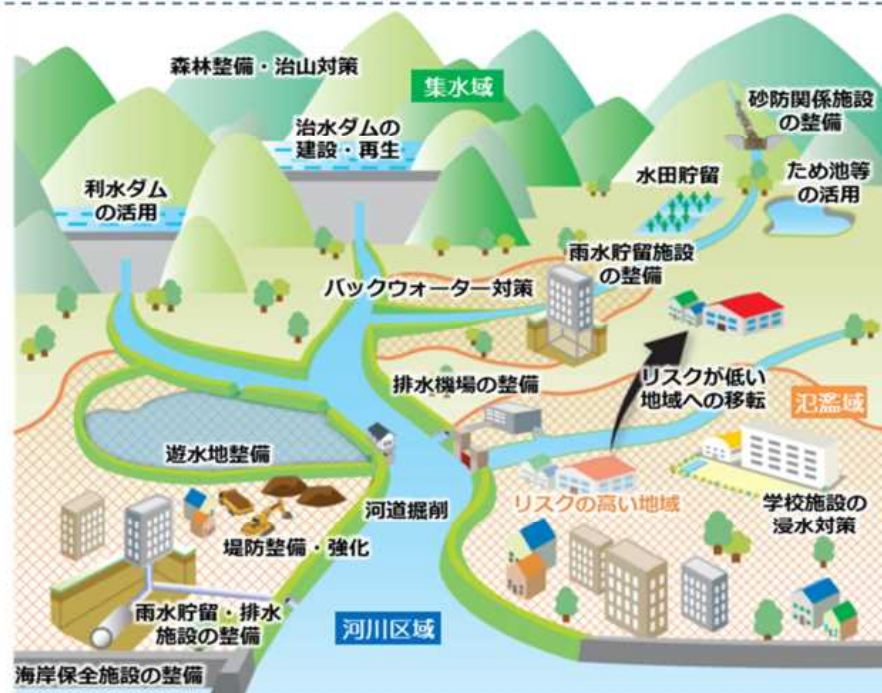 森林整備・治山対策
集水域
砂防関係施設
の整備
治水ダムの
建設・再生
水田貯留
ため池等
の活用
利水ダム
の活用
雨水貯留施設
の整備
バックウォーター対策
排水機場の整備
リスクが低い
地域への移転
氾濫域
遊水地整備
河道掘削
リスクの高い地域
学校施設の
浸水対策
堤防整備・強化
雨水貯留・排水
施設の整備
河川区域
海岸保全施設の整備